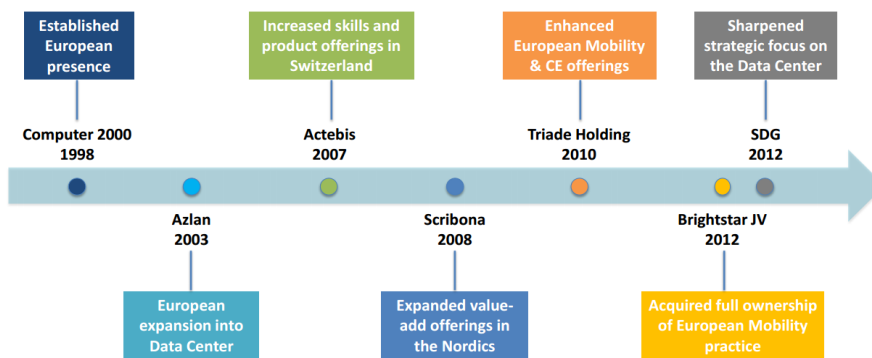 Established
European
presence
Increased skills and
product offerings in
Switzerland
Enhanced
European Mobility
& CE offerings
Sharpened
strategic focus on
the Data Center
Computer 2000
1998
Actebis
2007
Triade Holding
2010
SDG
2012
Azlan
2003
Scribona
2008
Brightstar JV
2012
European
expansion into
Data Center
Expanded value-
add offerings in
the Nordics
Acquired full ownership
of European Mobility
practice